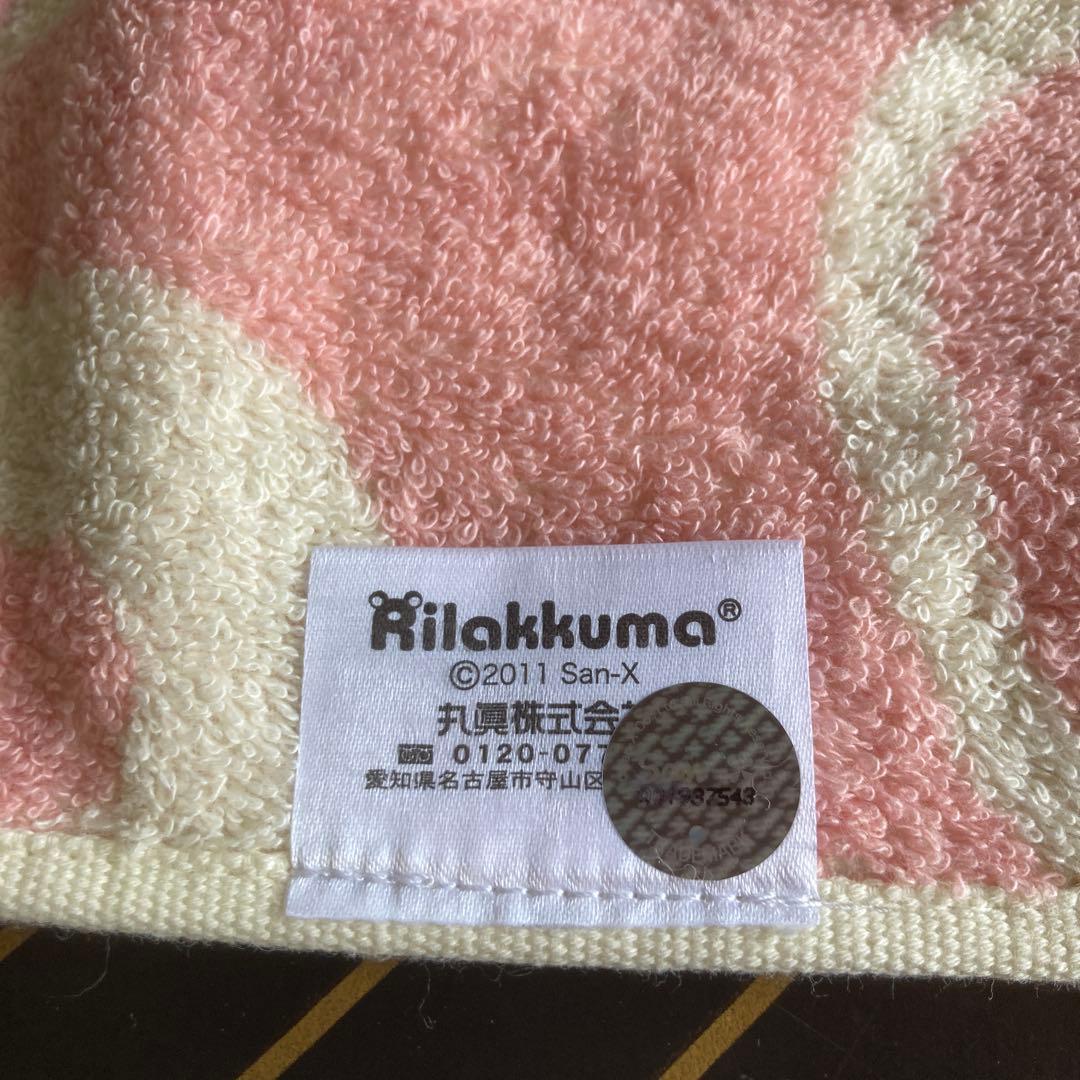 Rilakkuma®
©2011 San-X
丸眞株式会
0120-077
愛知県名古屋市守山区
937543